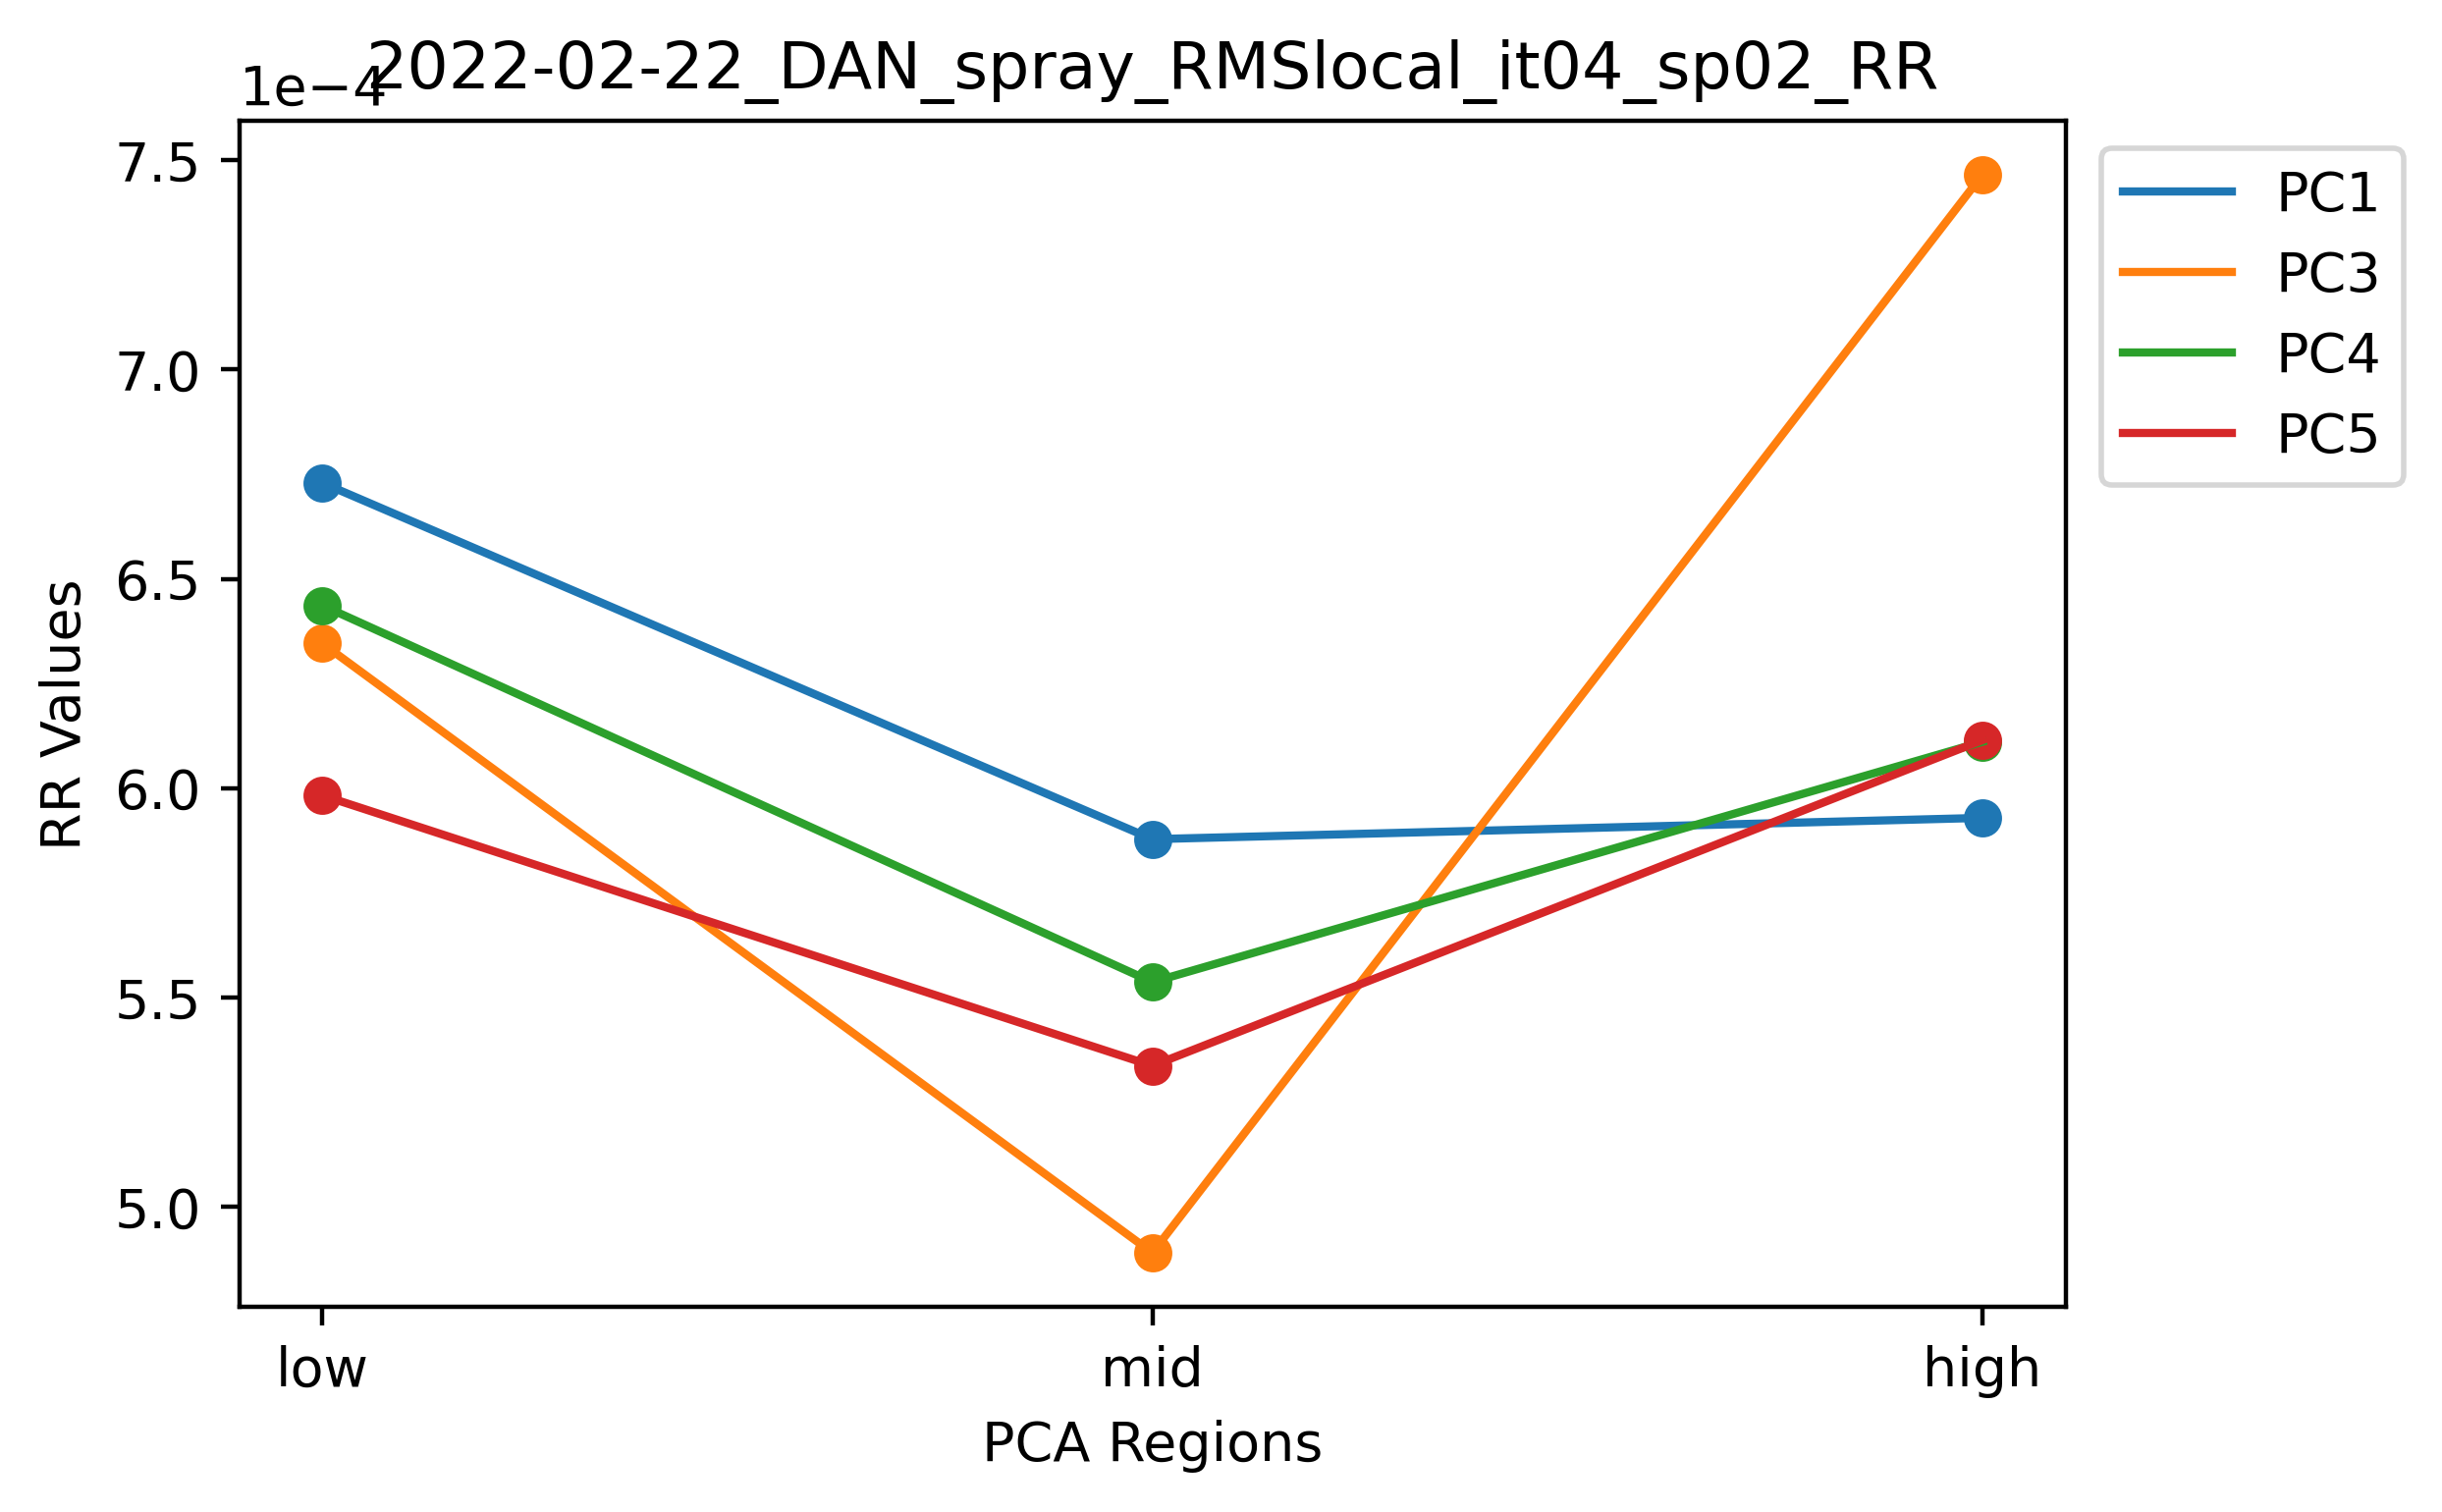 1e−4
2022-02-22_DAN_spray_RMSlocal_it04_sp02_RR
7.5
7.0
6.5
6.0
5.5
5.0
RR Values
low
mid
high
PCA Regions
PC1
PC3
PC4
PC5